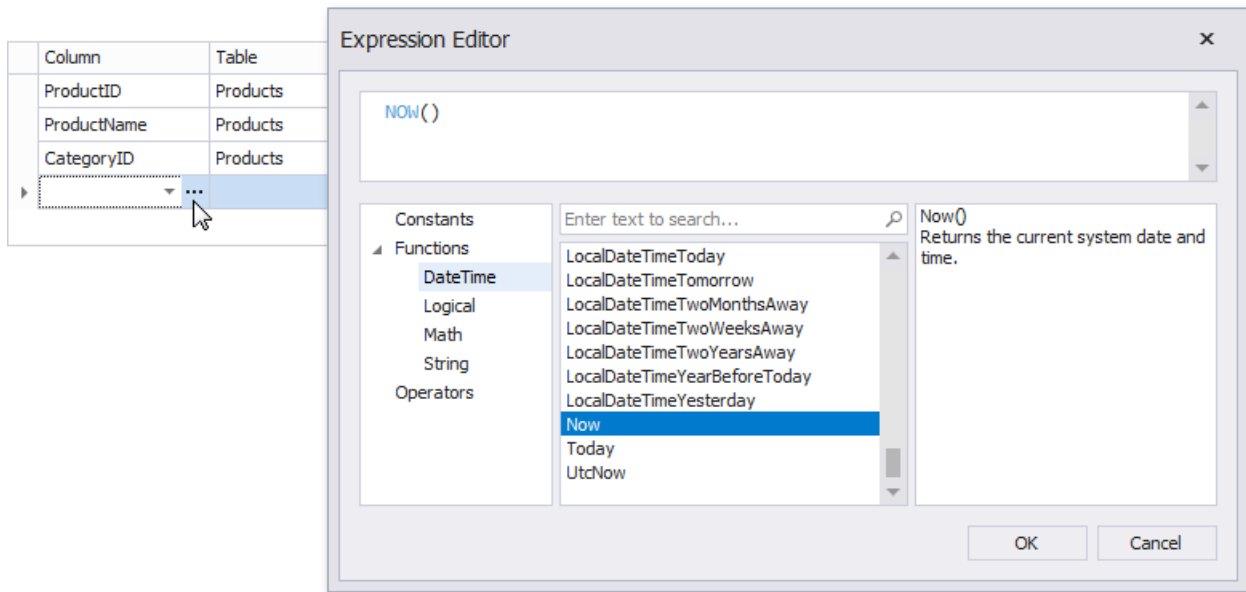 Column Table
ProductID Products
ProductName Products
CategoryID Products
...
Expression Editor
NOW()
Constants
Functions
DateTime
Logical
Math
String
Operators
Enter text to search...
LocalDateTimeToday
LocalDateTimeTomorrow
LocalDateTimeTwoMonthsAway
LocalDateTimeTwoWeeksAway
LocalDateTimeTwoYearsAway
LocalDateTimeYearBeforeToday
LocalDateTimeYesterday
Now
Today
UtcNow
Now()
Returns the current system date and
time.
OK Cancel